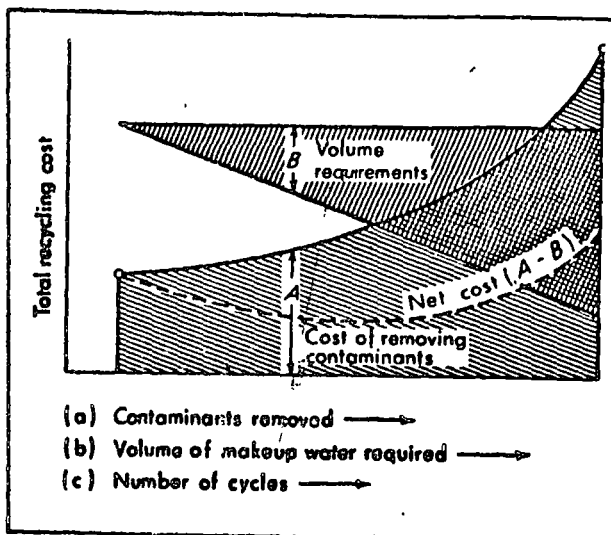 Total recycling cost
B
Volume
requirements
A
Net cost (A - B)
Cost of removing
contaminants
(a) Contaminants removed
(b) Volume of makeup water required
(c) Number of cycles